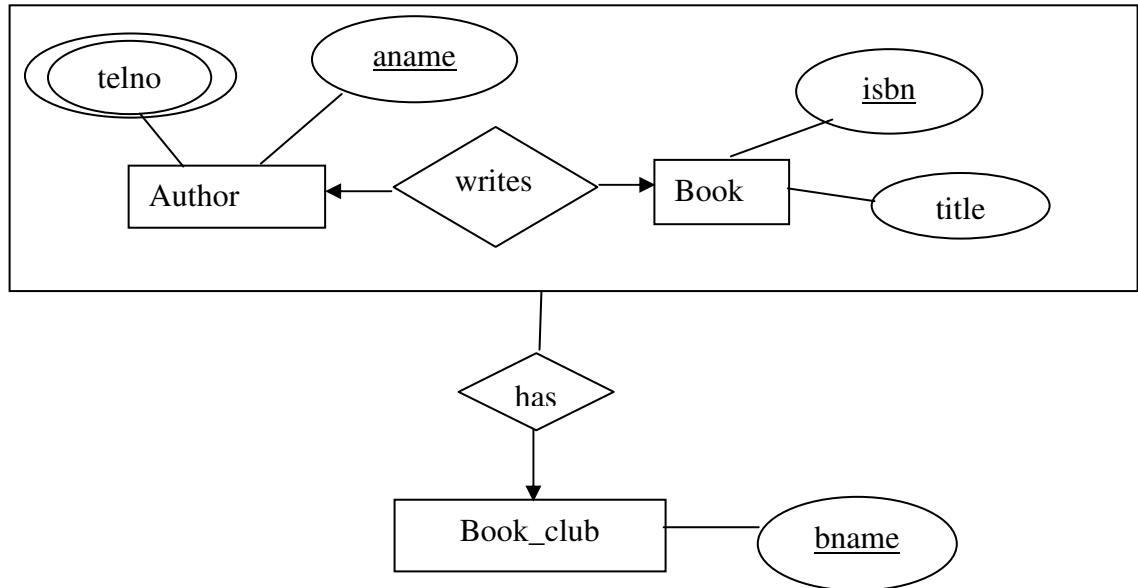 telno
aname
isbn
Author
writes
Book
title
has
Book_club
bname